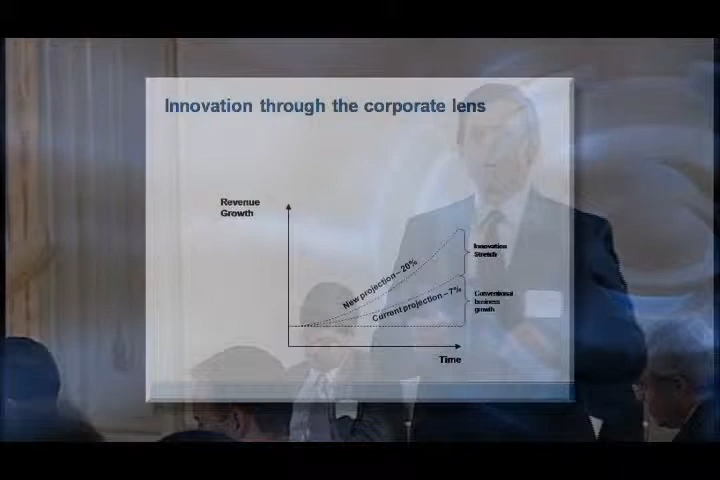 Innovation through the corporate lens
Revenue
Growth
Innovation
Stretch
New projection – 20%
Current projection – 7%
Conventional
business
growth
Time